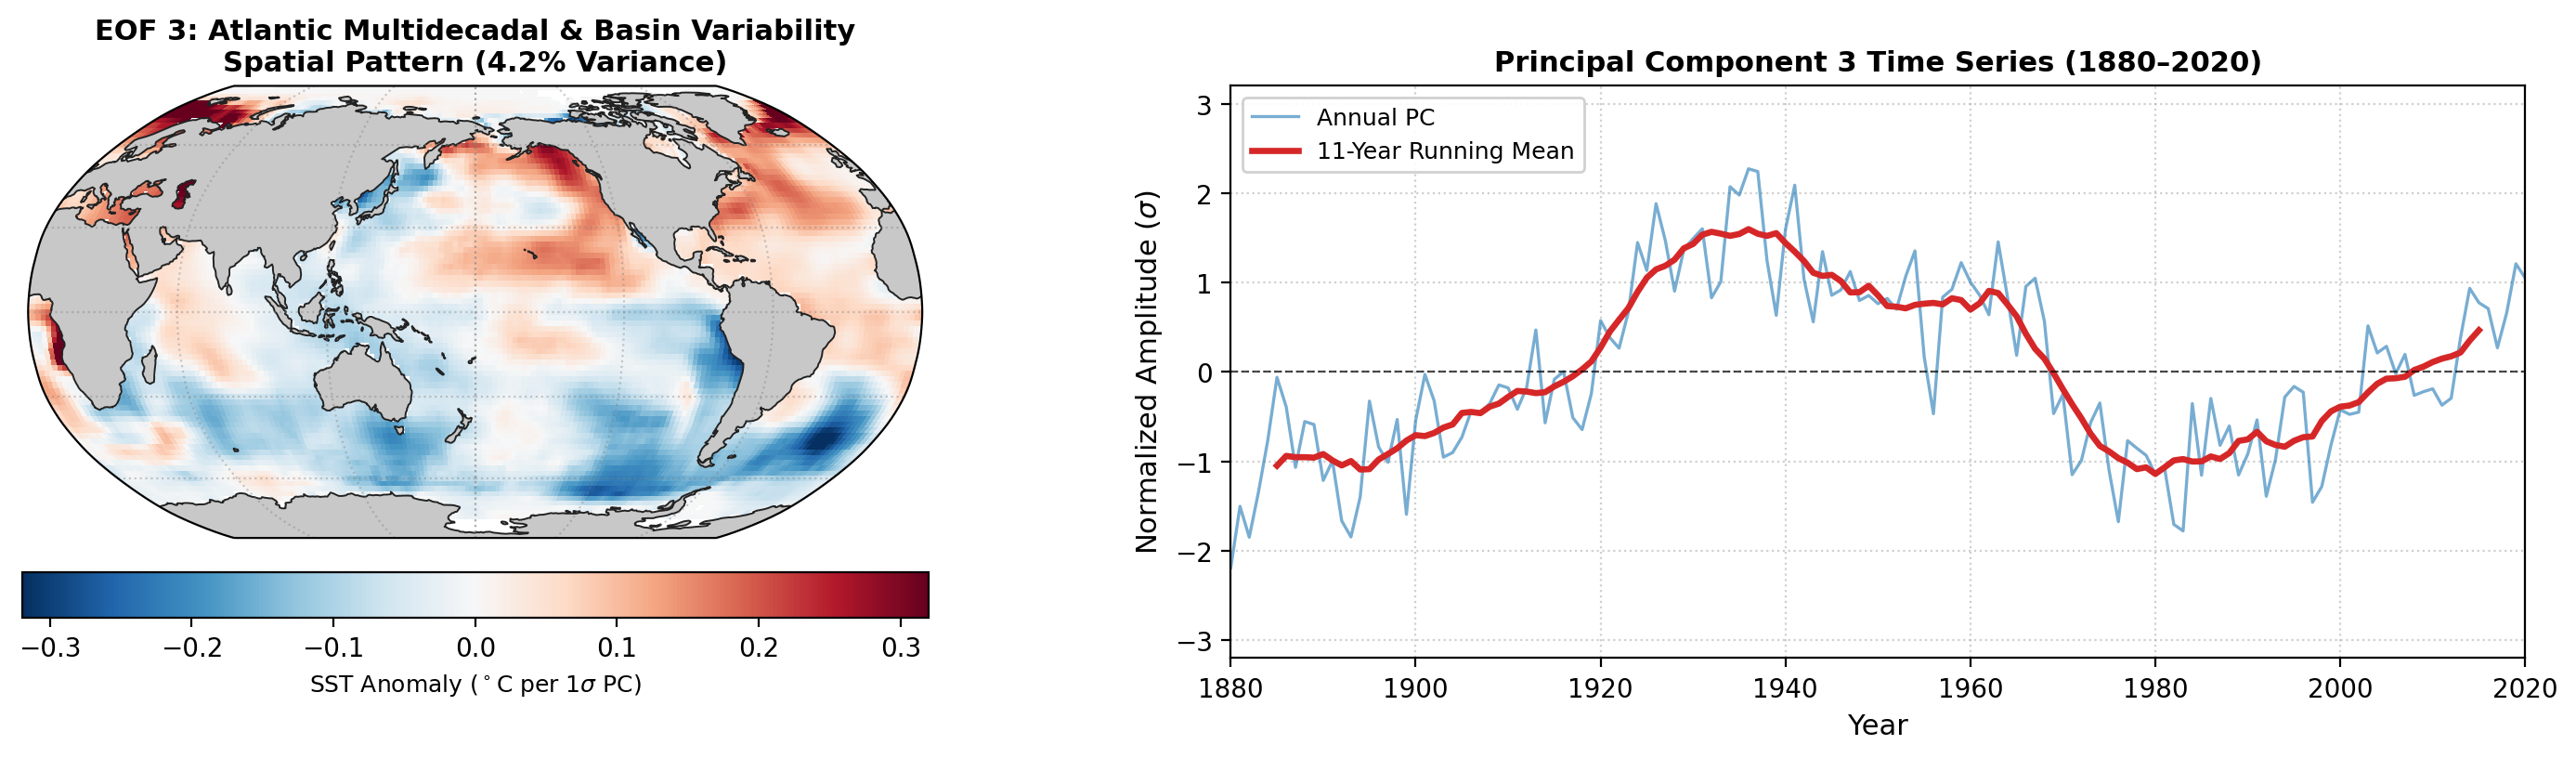 EOF 3: Atlantic Multidecadal & Basin Variability
Spatial Pattern (4.2% Variance)
−0.3 −0.2 −0.1 0.0 0.1 0.2 0.3
SST Anomaly (°C per 1σ PC)
Principal Component 3 Time Series (1880–2020)
Annual PC
11-Year Running Mean
Normalized Amplitude (σ)
3
2
1
0
−1
−2
−3
1880 1900 1920 1940 1960 1980 2000 2020
Year